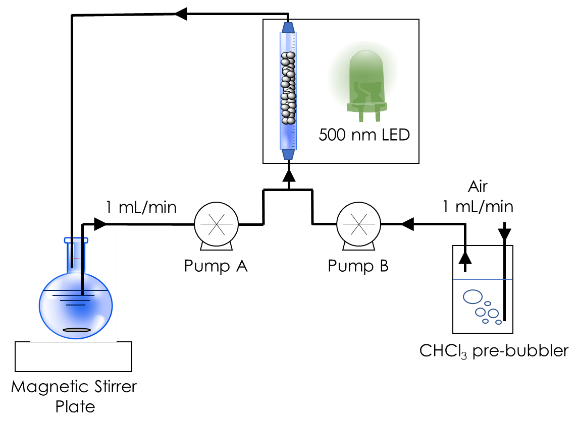 500 nm LED
Air
1 mL/min
1 mL/min
Pump A
Pump B
CHCl₃ pre-bubbler
Magnetic Stirrer
Plate